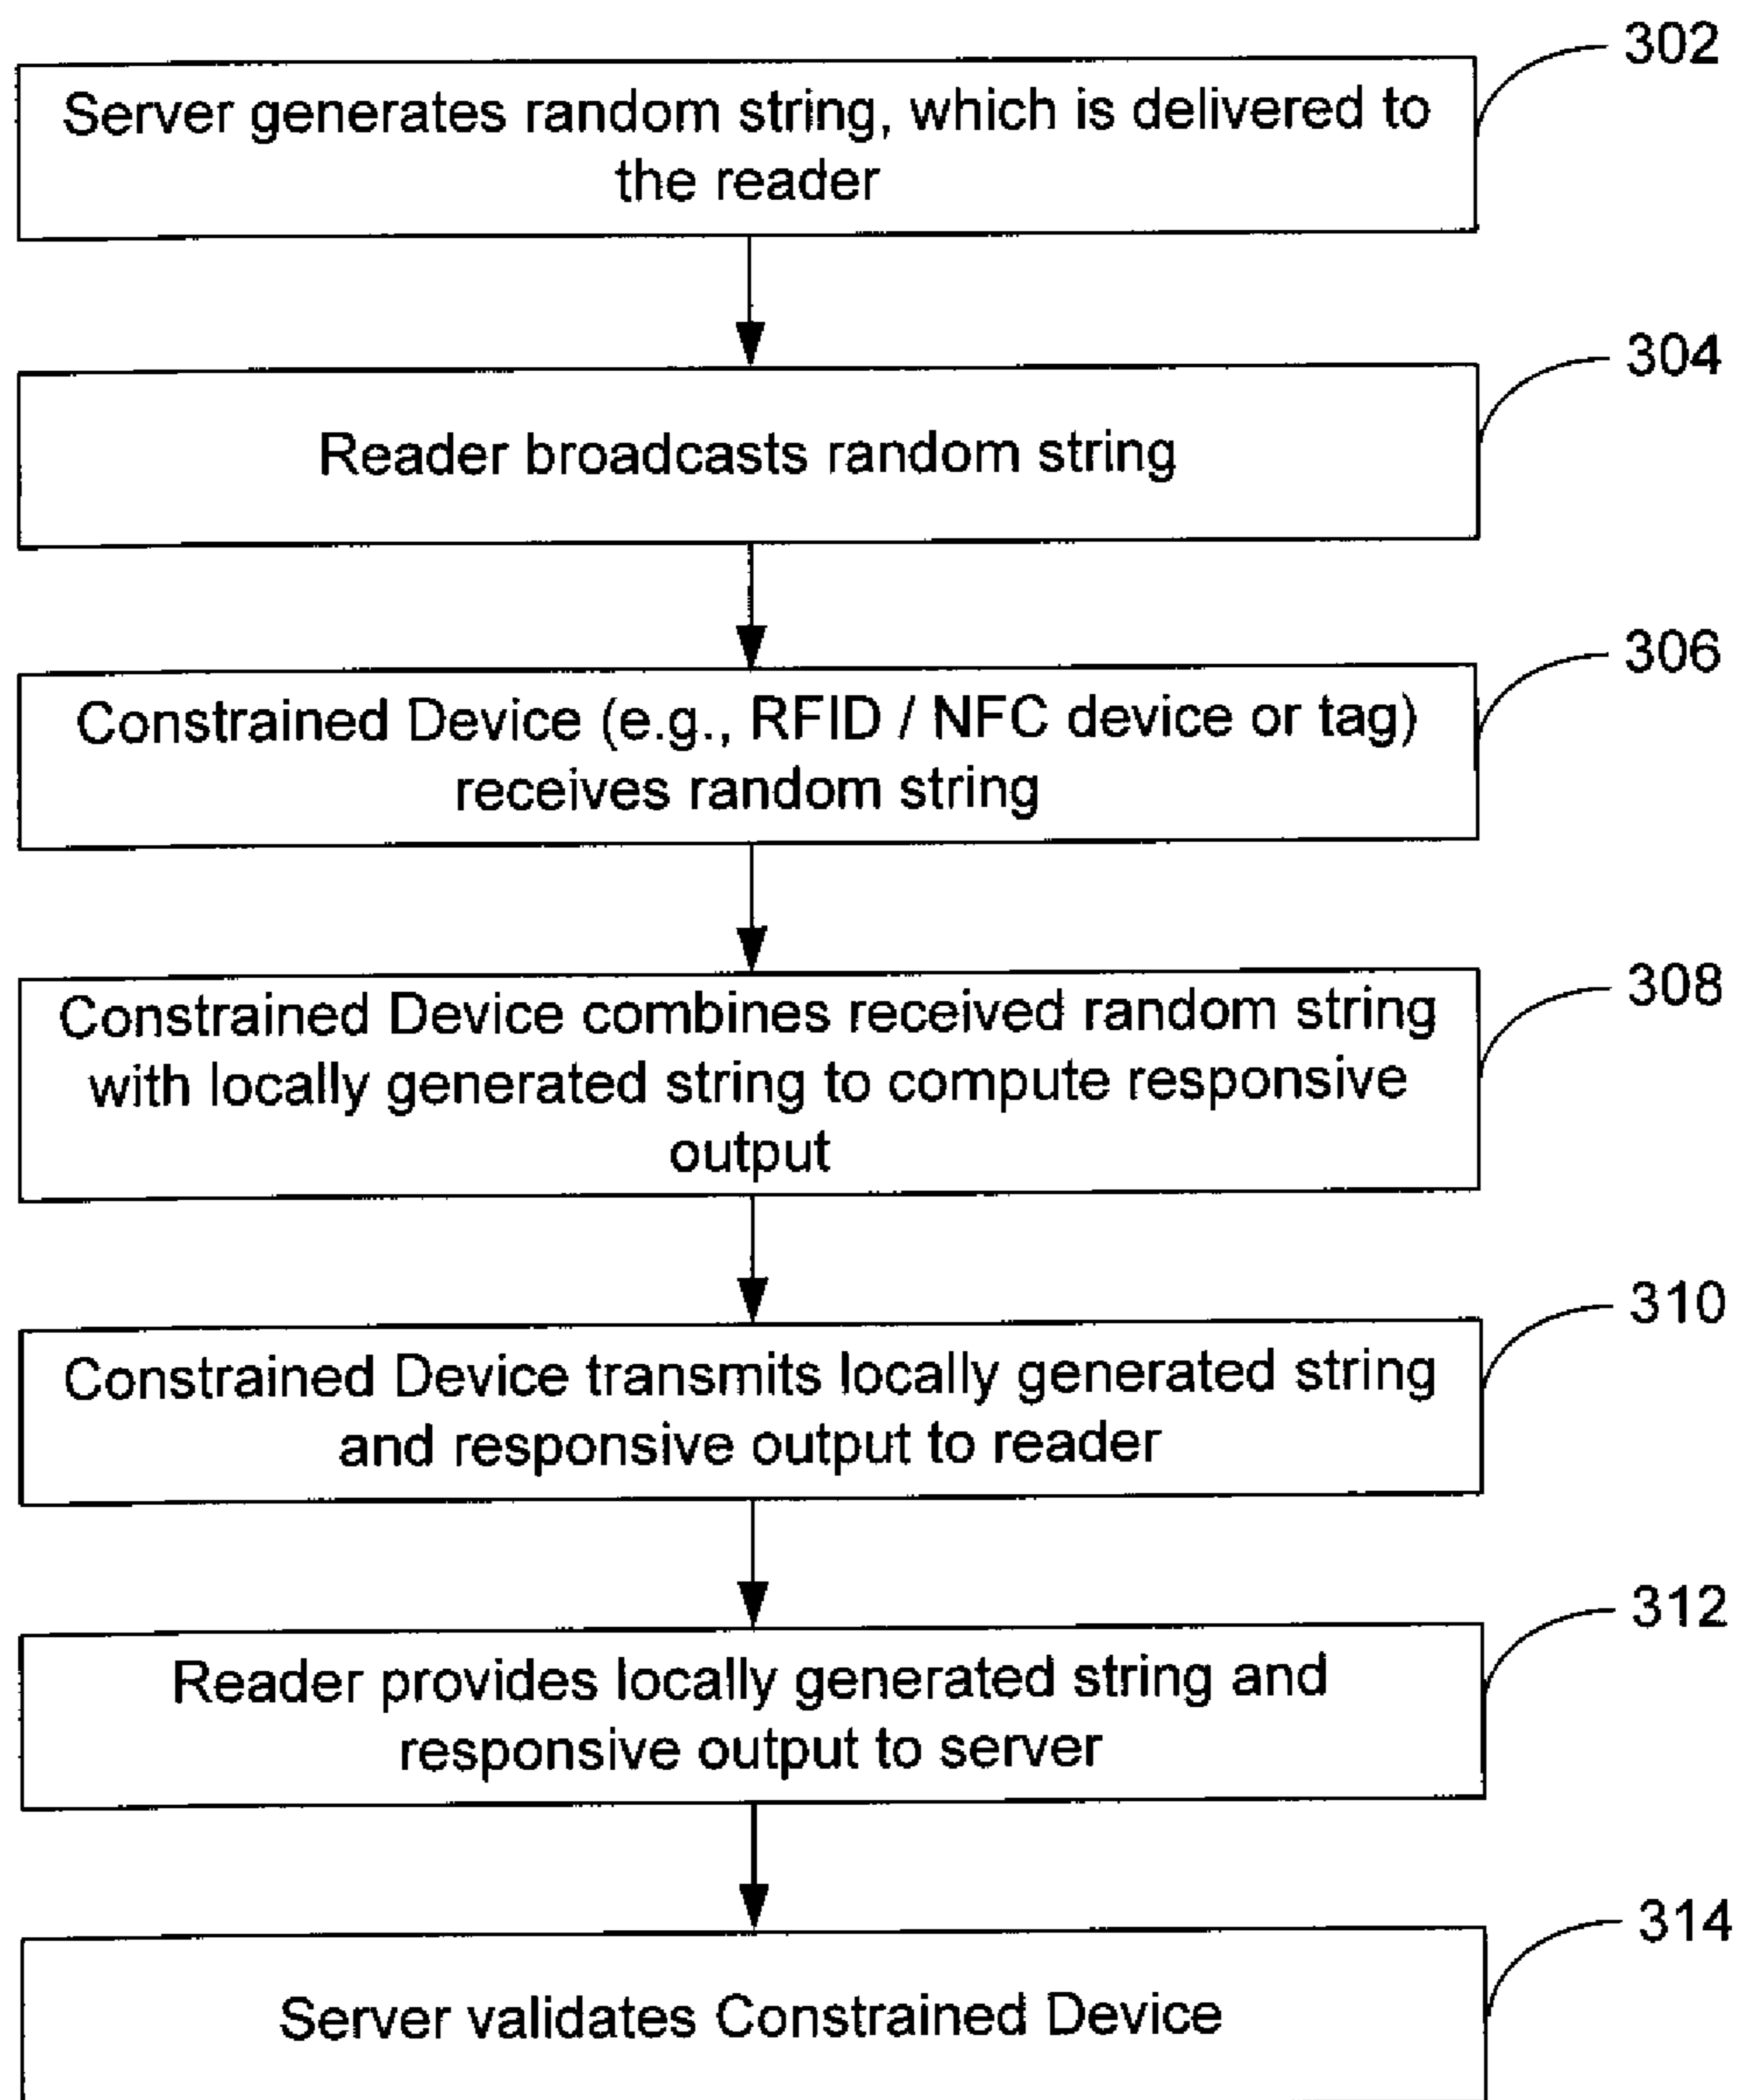 302
Server generates random string, which is delivered to
the reader
304
Reader broadcasts random string
306
Constrained Device (e.g., RFID / NFC device or tag)
receives random string
308
Constrained Device combines received random string
with locally generated string to compute responsive
output
310
Constrained Device transmits locally generated string
and responsive output to reader
312
Reader provides locally generated string and
responsive output to server
314
Server validates Constrained Device